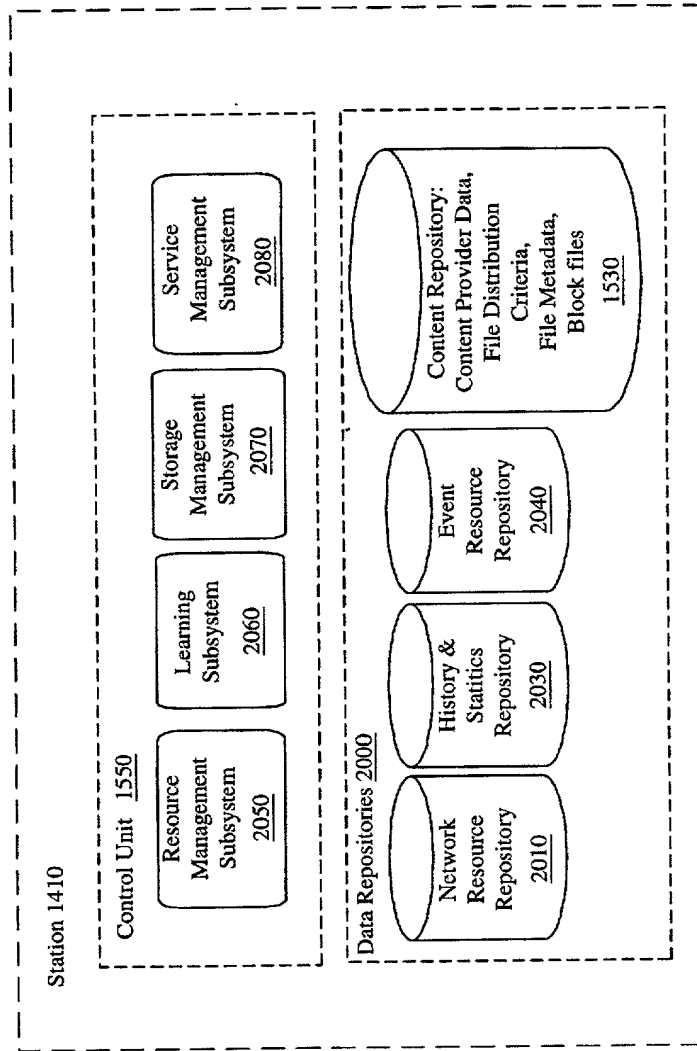 Station 1410
Control Unit 1550
Resource
Management
Subsystem
2050
Learning
Subsystem
2060
Storage
Management
Subsystem
2070
Service
Management
Subsystem
2080
Data Repositories 2000
Network
Resource
Repository
2010
History &
Statitics
Repository
2030
Event
Resource
Repository
2040
Content Repository:
Content Provider Data,
File Distribution
Criteria,
File Metadata,
Block files
1530